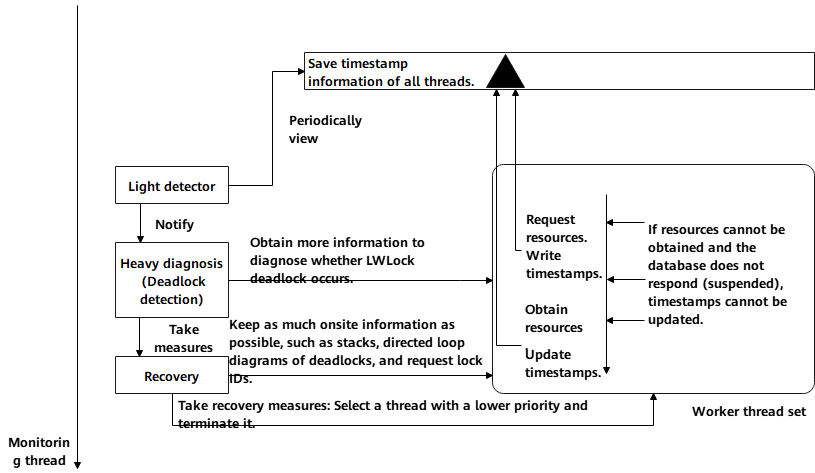 Save timestamp
information of all threads.
Periodically
view
Light detector
Notify
Heavy diagnosis
(Deadlock
detection)
Obtain more information to
diagnose whether LWLock
deadlock occurs.
Take
measures
Keep as much onsite information as
possible, such as stacks, directed loop
diagrams of deadlocks, and request lock
IDs.
Recovery
Take recovery measures: Select a thread with a lower priority and
terminate it.
Request
resources.
Write
timestamps.
Obtain
resources
Update
timestamps.
If resources cannot be
obtained and the
database does not
respond (suspended),
timestamps cannot be
updated.
Worker thread set
Monitorin
g thread